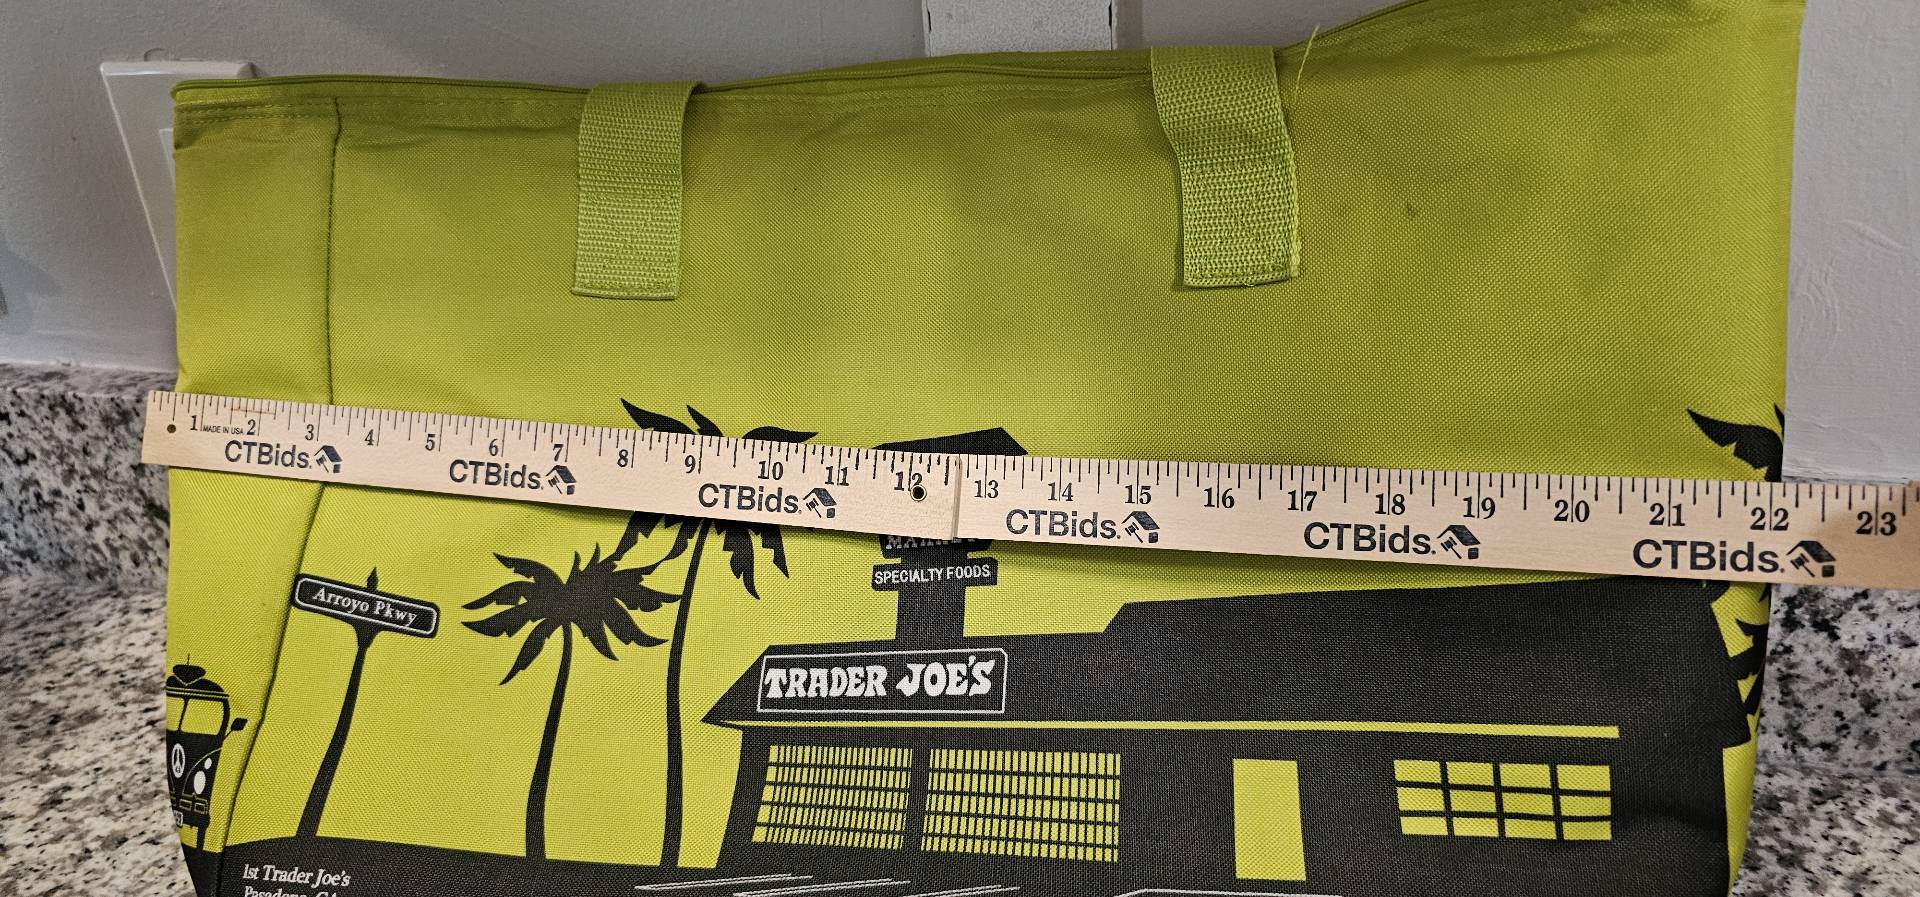 1 MADE IN USA 2 3 4 5 6 7 8 9 10 11 12 13 14 15 16 17 18 19 20 21 22 23
CTBids. CTBids. CTBids. CTBids. CTBids. CTBids.
SPECIALTY FOODS
Arroyo Pkwy
TRADER JOE'S
1st Trader Joe's